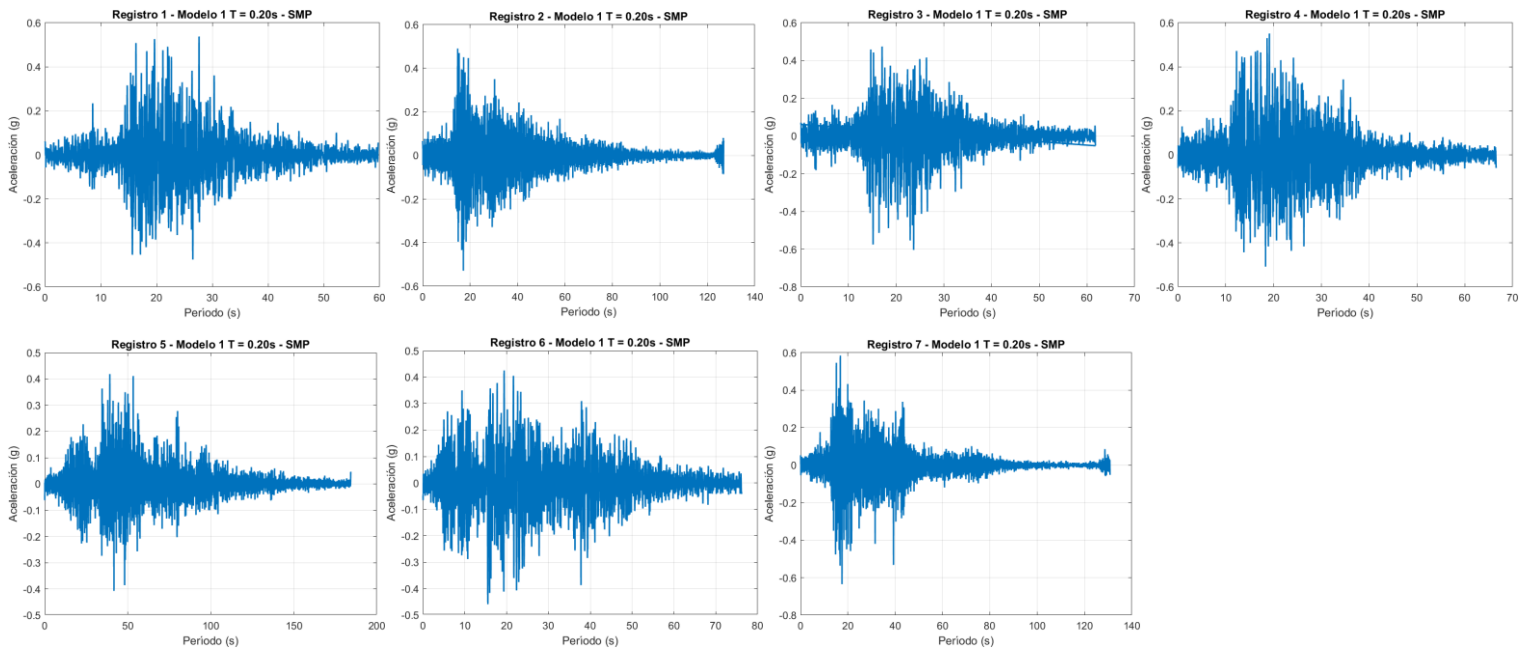 Registro 1 - Modelo 1 T = 0.20s - SMP
Aceleración (g)
0.6
0.4
0.2
0
-0.2
-0.4
-0.6
0 10 20 30 40 50 60
Periodo (s)
Registro 2 - Modelo 1 T = 0.20s - SMP
Aceleración (g)
0.6
0.4
0.2
0
-0.2
-0.4
-0.6
0 20 40 60 80 100 120 140
Periodo (s)
Registro 3 - Modelo 1 T = 0.20s - SMP
Aceleración (g)
0.6
0.4
0.2
0
-0.2
-0.4
-0.6
-0.8
0 10 20 30 40 50 60 70
Periodo (s)
Registro 4 - Modelo 1 T = 0.20s - SMP
Aceleración (g)
0.6
0.4
0.2
0
-0.2
-0.4
-0.6
0 10 20 30 40 50 60 70
Periodo (s)
Registro 5 - Modelo 1 T = 0.20s - SMP
Aceleración (g)
0.5
0.4
0.3
0.2
0.1
0
-0.1
-0.2
-0.3
-0.4
-0.5
0 50 100 150 200
Periodo (s)
Registro 6 - Modelo 1 T = 0.20s - SMP
Aceleración (g)
0.5
0.4
0.3
0.2
0.1
0
-0.1
-0.2
-0.3
-0.4
-0.5
0 10 20 30 40 50 60 70 80
Periodo (s)
Registro 7 - Modelo 1 T = 0.20s - SMP
Aceleración (g)
0.6
0.4
0.2
0
-0.2
-0.4
-0.6
-0.8
0 20 40 60 80 100 120 140
Periodo (s)